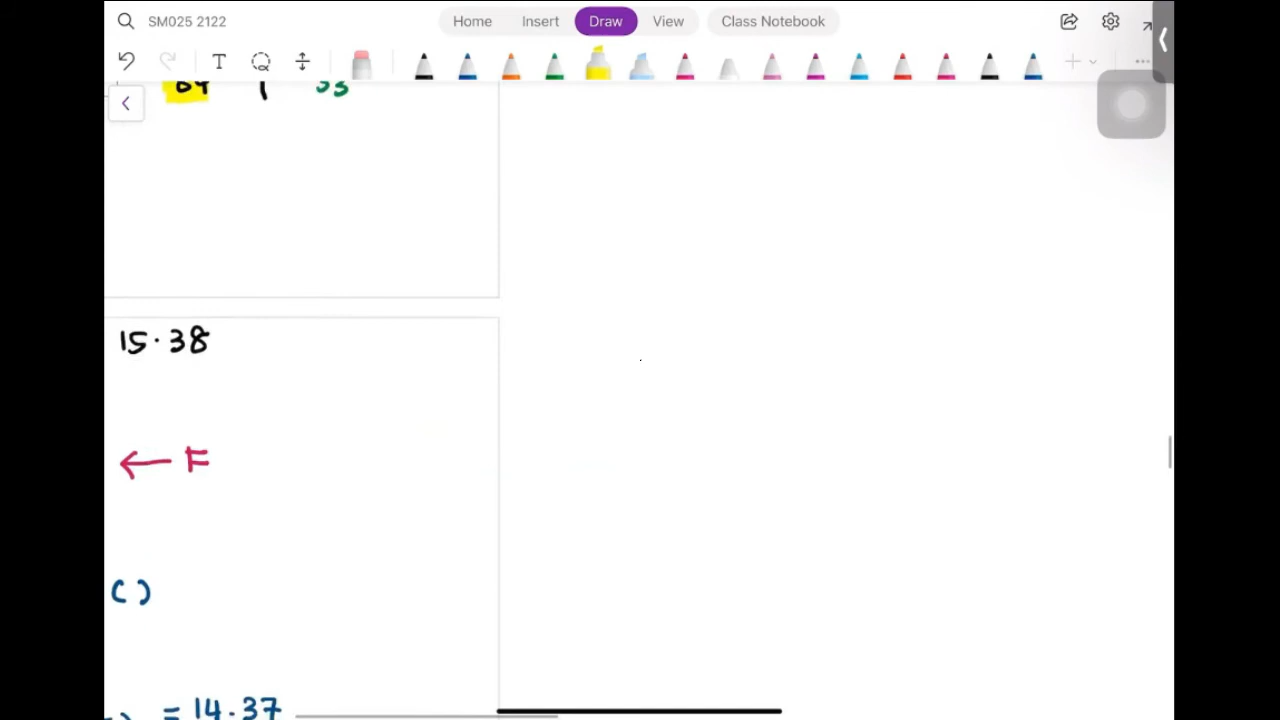 SM025 2122
Home Insert Draw View Class Notebook
T
15.38
← F
( )
) = 14.37